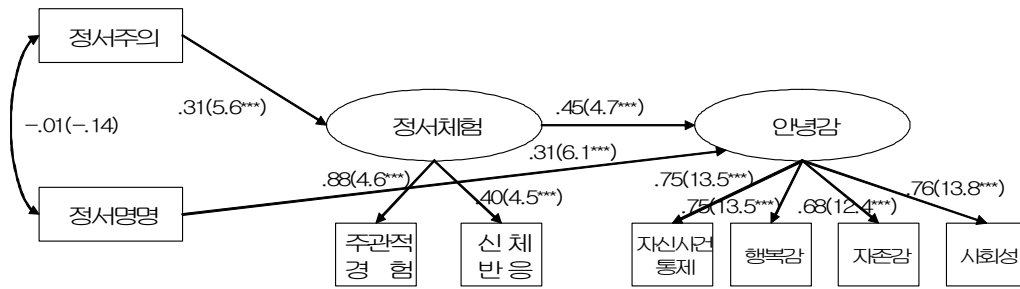 정서주의
.31(5.6***)
-.01(-.14)
정서체험
.45(4.7***)
안녕감
.31(6.1***)
.88(4.6***)
.40(4.5***)
.75(13.5***)
.75(13.5***)
.68(12.4***)
.76(13.8***)
정서명명
주관적
경 험
신 체
반 응
자신사건
통제
행복감
자존감
사회성